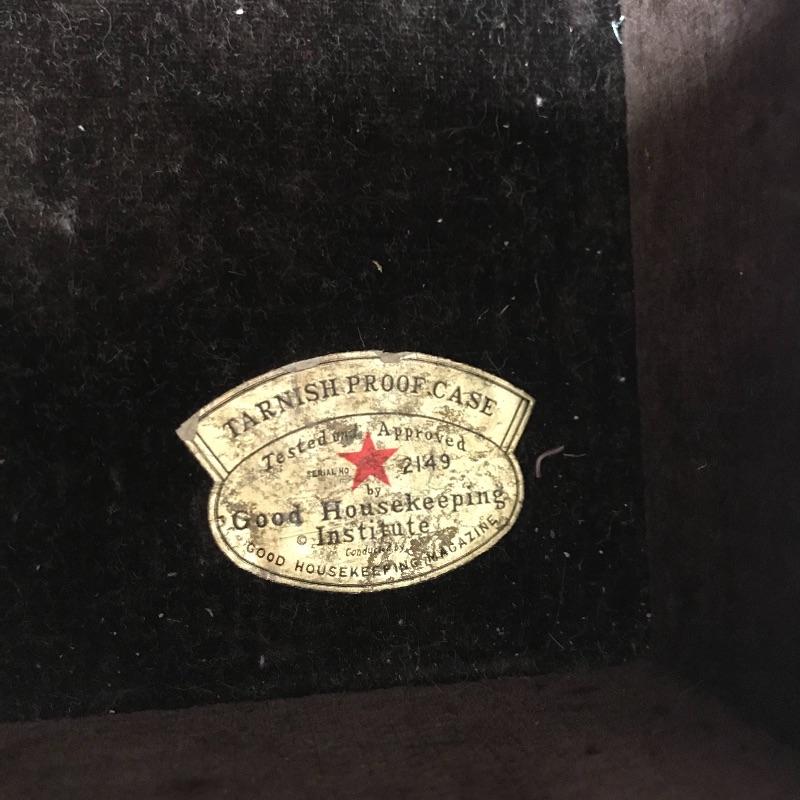 TARNISH PROOF CASE
Tested and Approved
SERIAL NO 2149
by
Good Housekeeping
© Institute
Conducted by
GOOD HOUSEKEEPING MAGAZINE